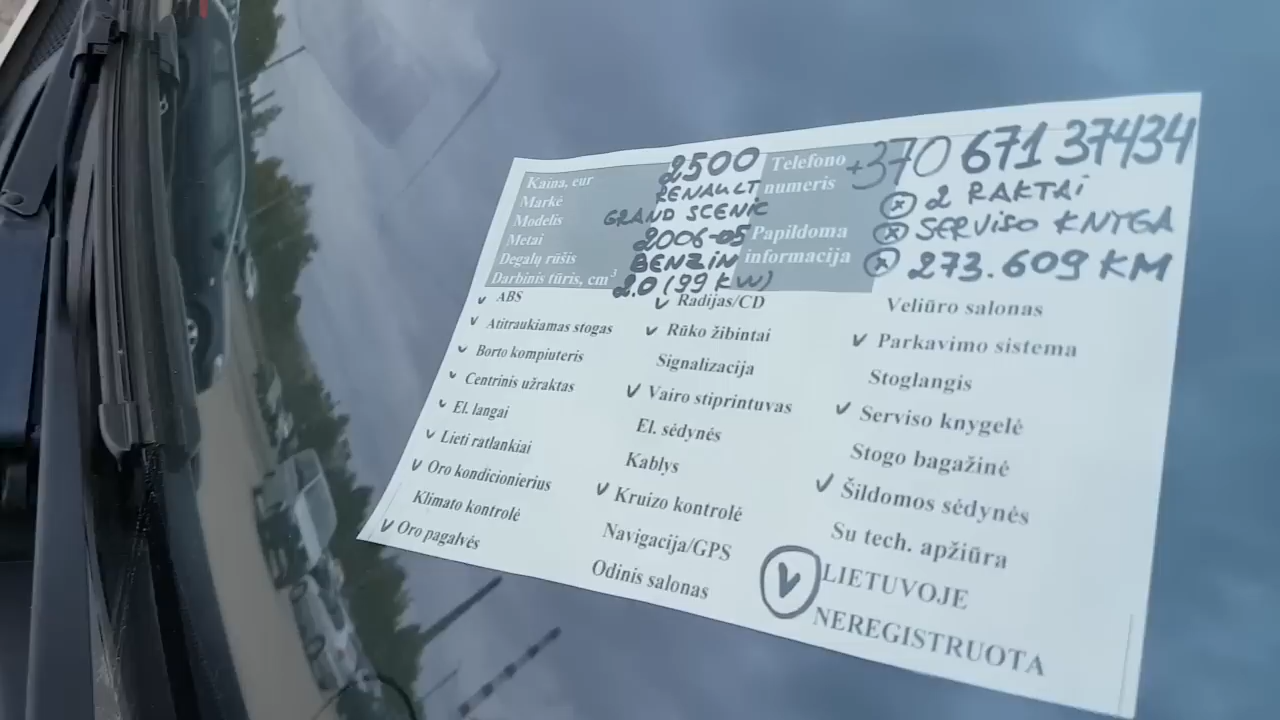 Kaina, eur 2500
Markė RENAULT
Modelis GRAND SCENIC
Metai 2006-05
Degalų rūšis BENZIN
Darbinis tūris, cm³ 2.0 (99 KW)
Telefono numeris +370 671 37434
Papildoma informacija
ⓧ 2 RAKTAI
ⓧ SERVISO KNYGA
ⓧ 273.609 KM
✓ ABS
✓ Atitraukiamas stogas
✓ Borto kompiuteris
✓ Centrinis užraktas
✓ El. langai
✓ Lieti ratlankiai
✓ Oro kondicionierius
Klimato kontrolė
✓ Oro pagalvės
✓ Radijas/CD
✓ Rūko žibintai
Signalizacija
✓ Vairo stiprintuvas
El. sėdynės
Kablys
✓ Kruizo kontrolė
Navigacija/GPS
Odinis salonas
Veliūro salonas
✓ Parkavimo sistema
Stoglangis
✓ Serviso knygelė
Stogo bagažinė
✓ Šildomos sėdynės
Su tech. apžiūra
✓ LIETUVOJE
NEREGISTRUOTA